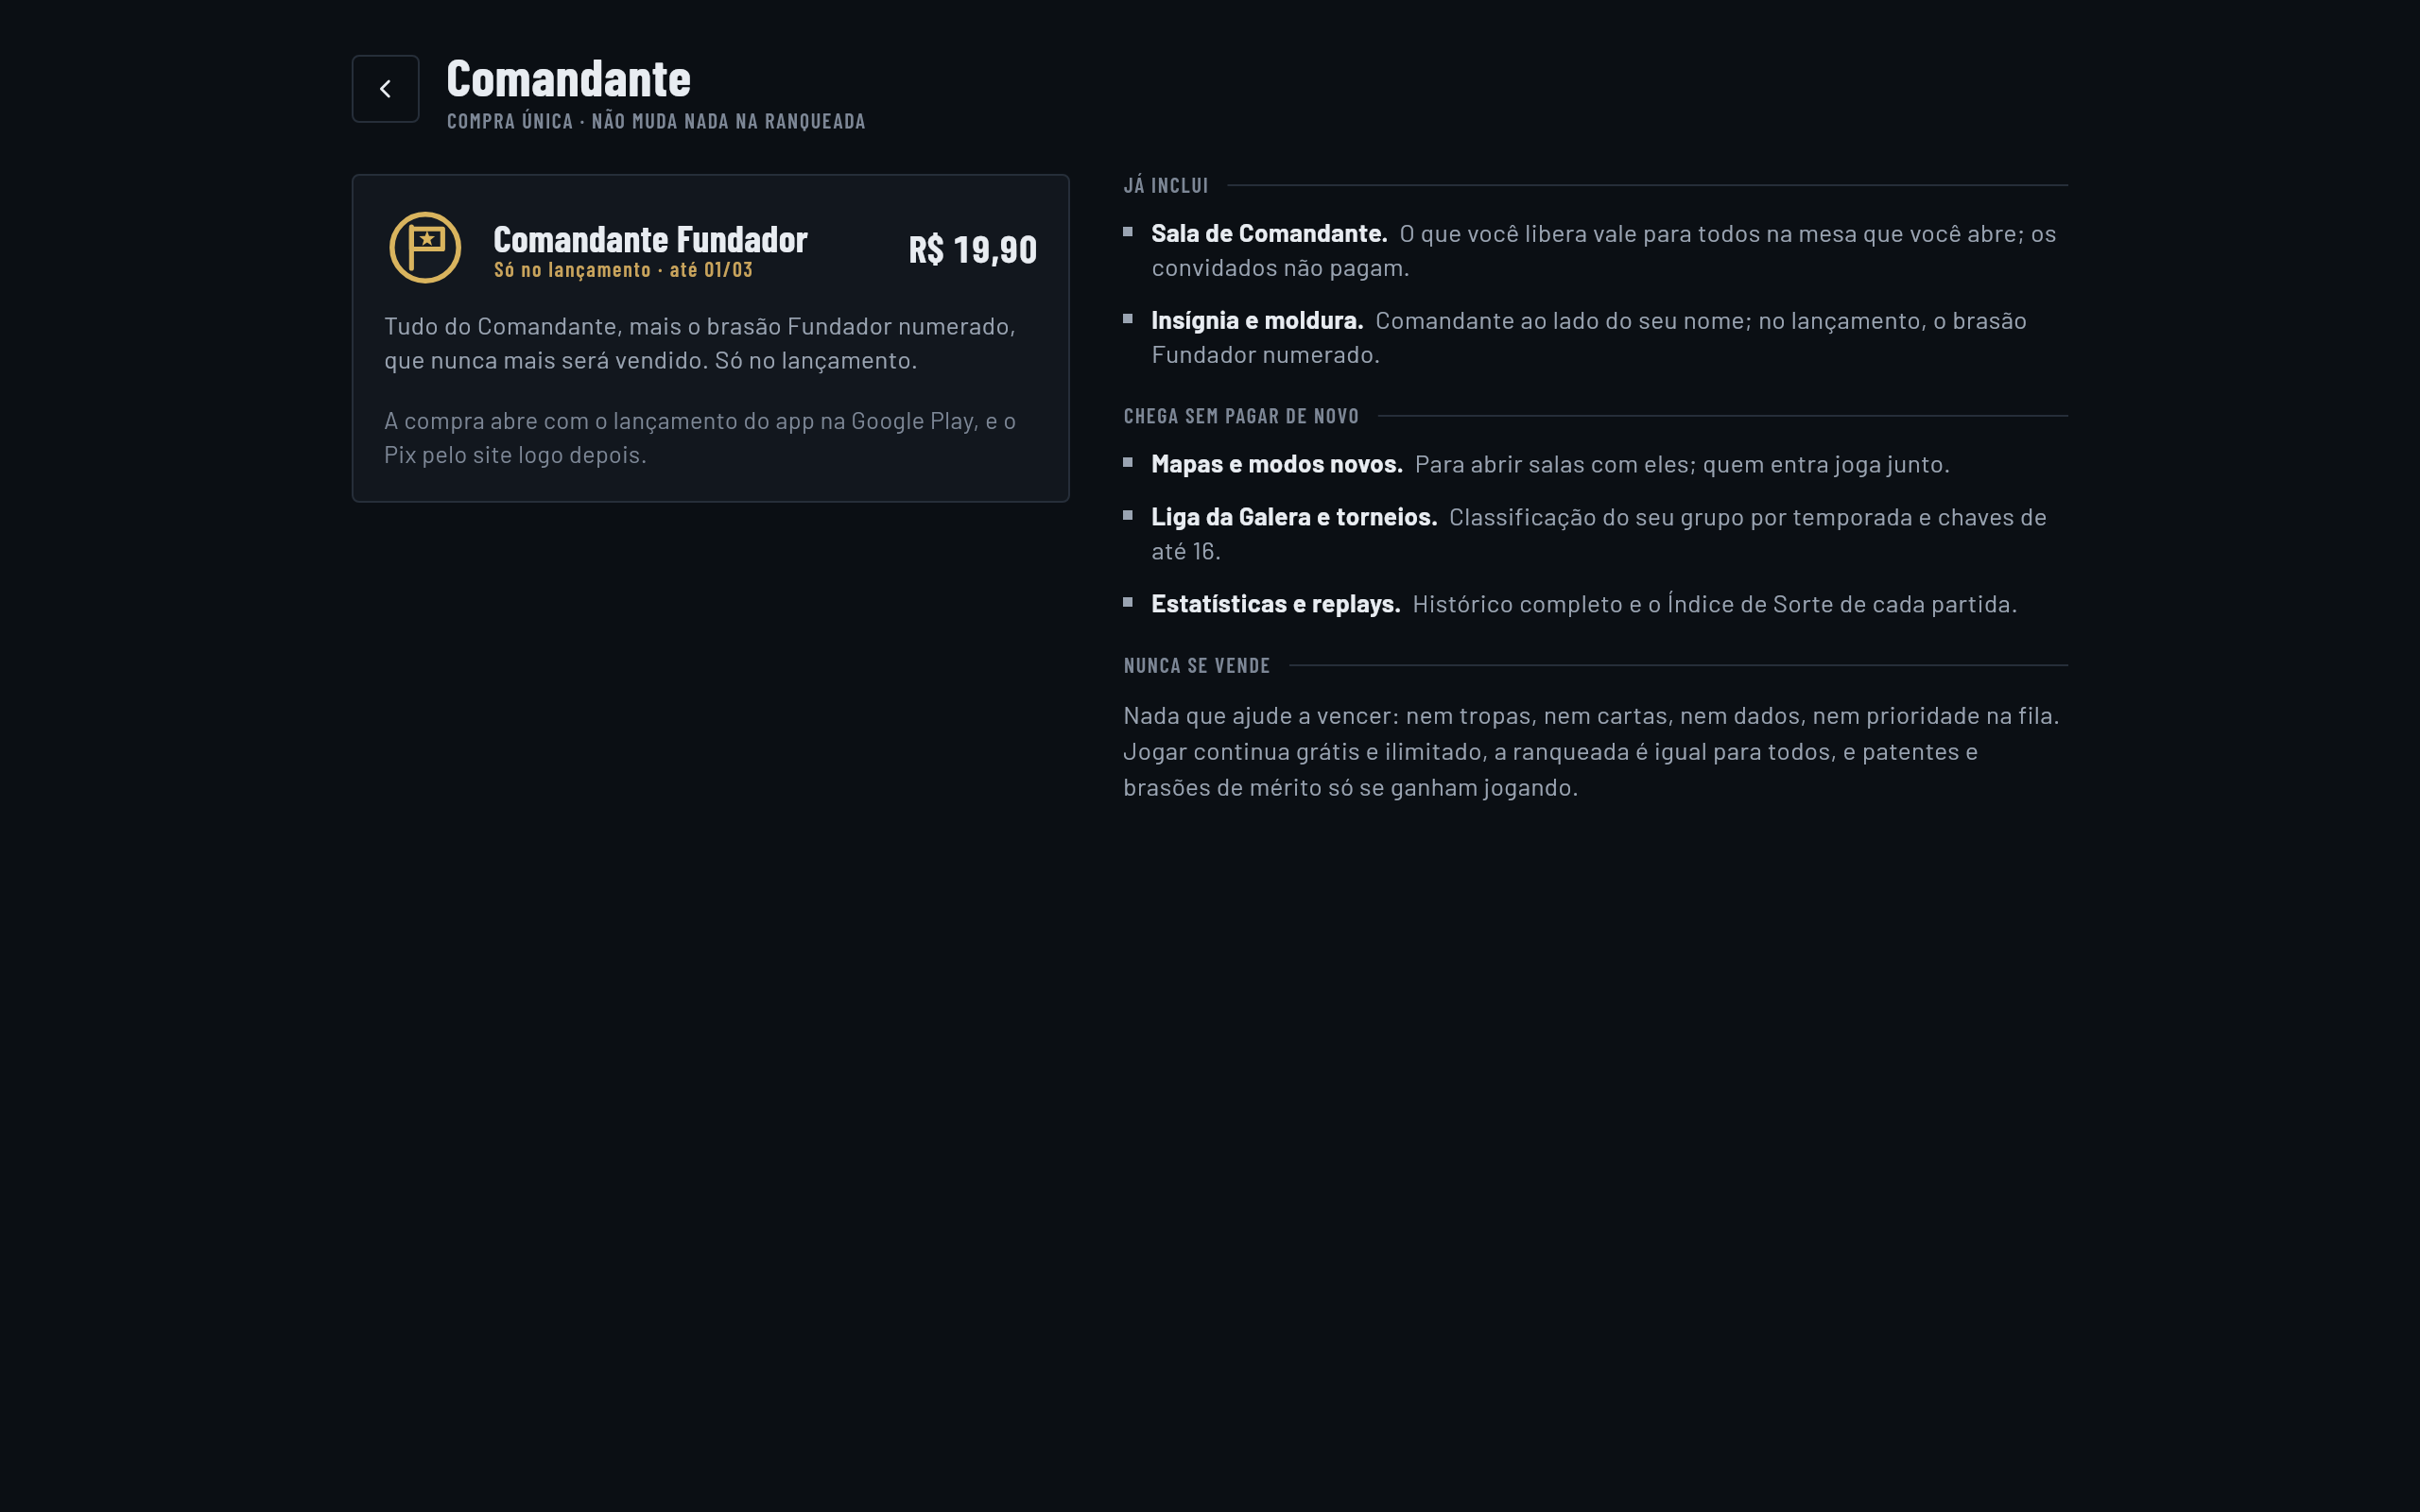 Comandante
COMPRA ÚNICA · NÃO MUDA NADA NA RANQUEADA
Comandante Fundador
Só no lançamento · até 01/03
R$ 19,90
Tudo do Comandante, mais o brasão Fundador numerado,
que nunca mais será vendido. Só no lançamento.
A compra abre com o lançamento do app na Google Play, e o
Pix pelo site logo depois.
JÁ INCLUI
Sala de Comandante. O que você libera vale para todos na mesa que você abre; os
convidados não pagam.
Insígnia e moldura. Comandante ao lado do seu nome; no lançamento, o brasão
Fundador numerado.
CHEGA SEM PAGAR DE NOVO
Mapas e modos novos. Para abrir salas com eles; quem entra joga junto.
Liga da Galera e torneios. Classificação do seu grupo por temporada e chaves de
até 16.
Estatísticas e replays. Histórico completo e o Índice de Sorte de cada partida.
NUNCA SE VENDE
Nada que ajude a vencer: nem tropas, nem cartas, nem dados, nem prioridade na fila.
Jogar continua grátis e ilimitado, a ranqueada é igual para todos, e patentes e
brasões de mérito só se ganham jogando.